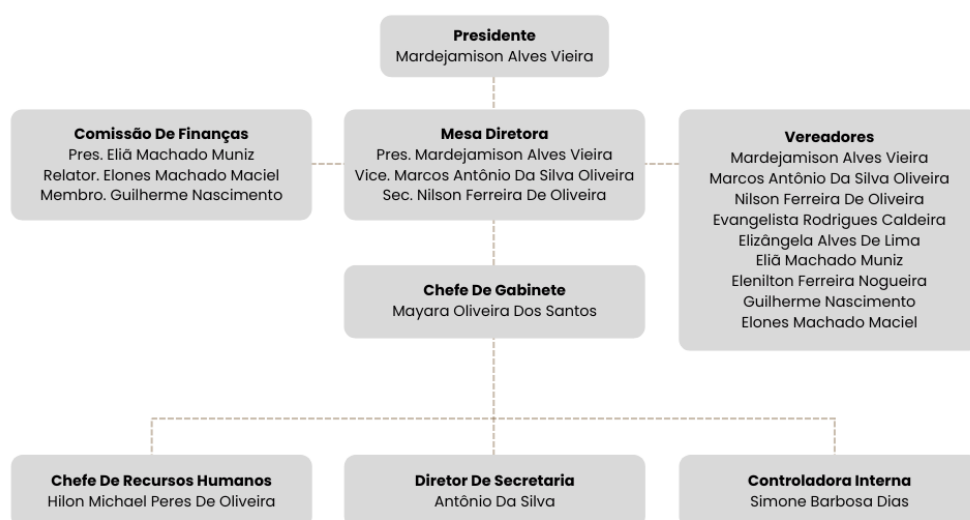 Presidente
Mardejamison Alves Vieira
Comissão De Finanças
Pres. Eliã Machado Muniz
Relator. Elones Machado Maciel
Membro. Guilherme Nascimento
Mesa Diretora
Pres. Mardejamison Alves Vieira
Vice. Marcos Antônio Da Silva Oliveira
Sec. Nilson Ferreira De Oliveira
Vereadores
Mardejamison Alves Vieira
Marcos Antônio Da Silva Oliveira
Nilson Ferreira De Oliveira
Evangelista Rodrigues Caldeira
Elizângela Alves De Lima
Eliã Machado Muniz
Elenilton Ferreira Nogueira
Guilherme Nascimento
Elones Machado Maciel
Chefe De Gabinete
Mayara Oliveira Dos Santos
Chefe De Recursos Humanos
Hilon Michael Peres De Oliveira
Diretor De Secretaria
Antônio Da Silva
Controladora Interna
Simone Barbosa Dias